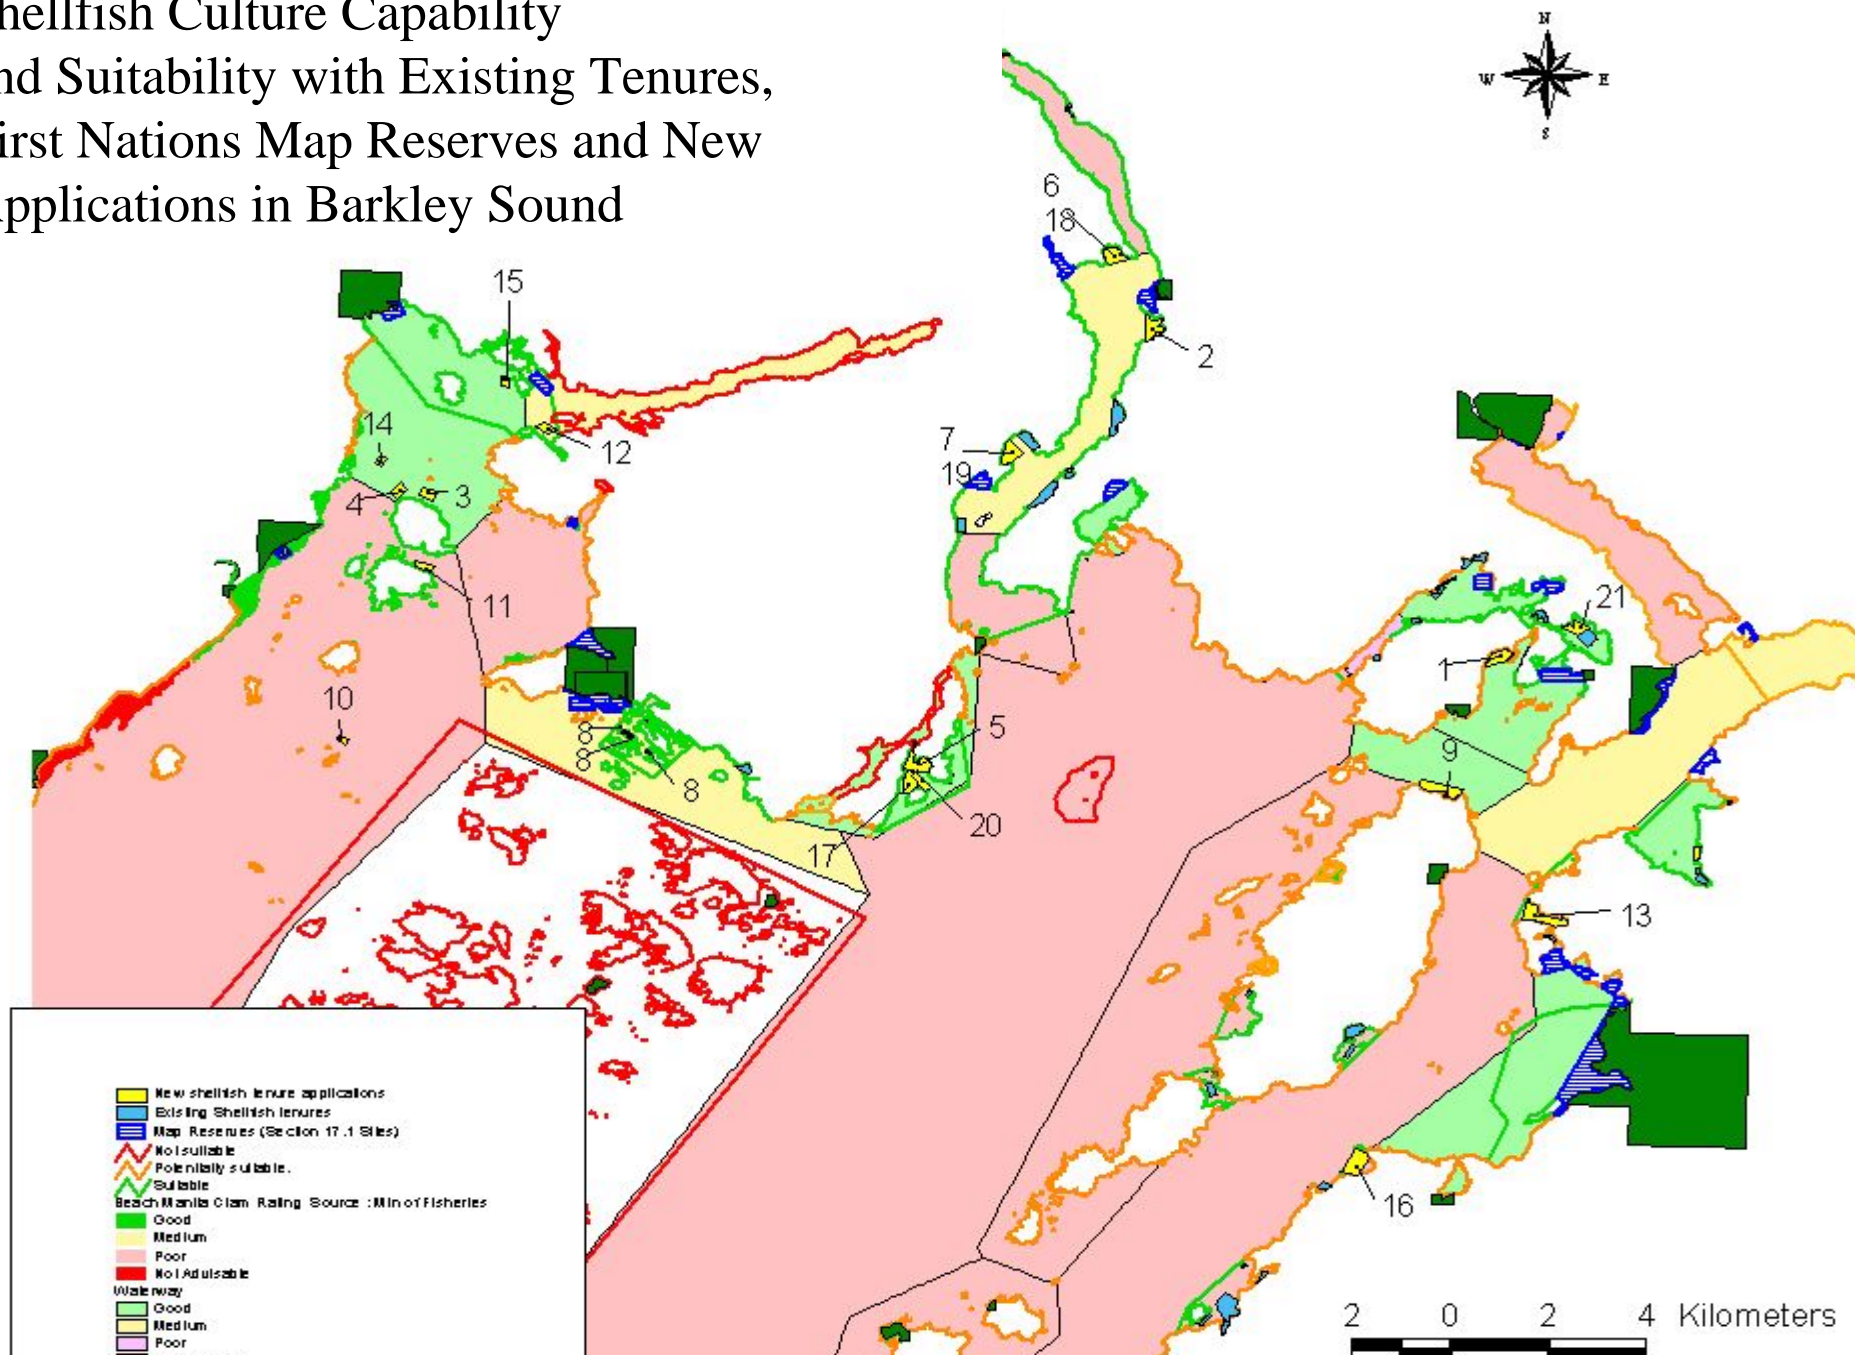 hellfish Culture Capability
nd Suitability with Existing Tenures,
irst Nations Map Reserves and New
pplications in Barkley Sound
N
W E
S
6
18
15
2
14
12
7
19
4 3
11
21
1
10
8
8
8
5
9
20
17
13
16
New shellfish tenure applications
Existing Shellfish tenures
Map Reserves (Section 17.1 Sites)
Not suitable
Potentially suitable.
Suitable
Beach Manila Clam Rating Source : Min of Fisheries
Good
Medium
Poor
Not Advisable
Waterway
Good
Medium
Poor
2 0 2 4 Kilometers